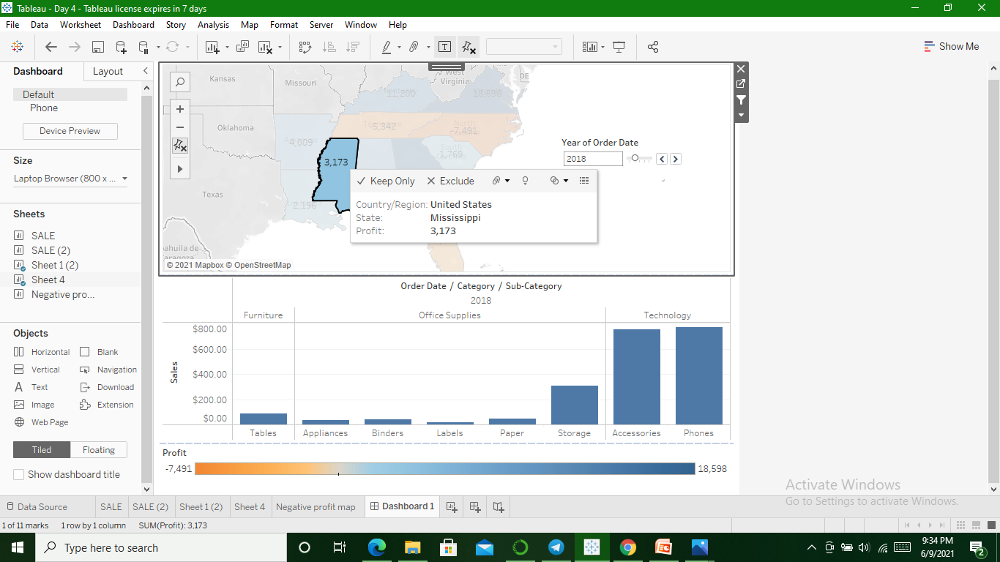 Tableau - Day 4 - Tableau license expires in 7 days
File Data Worksheet Dashboard Story Analysis Map Format Server Window Help
Show Me
Dashboard Layout
Default
Phone
Device Preview
Size
Laptop Browser (800 x ...
Sheets
SALE
SALE (2)
Sheet 1 (2)
Sheet 4
Negative pro...
Objects
Horizontal Blank
Vertical Navigation
Text Download
Image Extension
Web Page
Tiled Floating
Show dashboard title
Kansas
Missouri
West
Virginia
DE
11,200
18,598
Oklahoma
-5,342
North
-7,491
4,009
South
1,769
3,173
Texas
2,196
© 2021 Mapbox © OpenStreetMap
Year of Order Date
2018
Keep Only Exclude
Country/Region: United States
State: Mississippi
Profit: 3,173
Order Date / Category / Sub-Category
2018
Furniture Office Supplies Technology
Sales
$800.00
$600.00
$400.00
$200.00
$0.00
Tables Appliances Binders Labels Paper Storage Accessories Phones
Profit
-7,491 18,598
Activate Windows
Go to Settings to activate Windows.
Data Source SALE SALE (2) Sheet 1 (2) Sheet 4 Negative profit map Dashboard 1
1 of 11 marks 1 row by 1 column SUM(Profit): 3,173
Type here to search
9:34 PM
6/9/2021
2